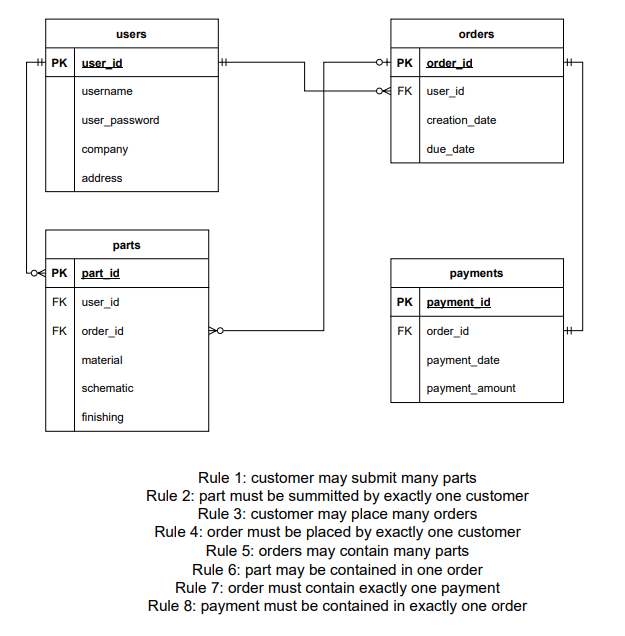 users
PK user_id
username
user_password
company
address
orders
PK order_id
FK user_id
creation_date
due_date
parts
PK part_id
FK user_id
FK order_id
material
schematic
finishing
payments
PK payment_id
FK order_id
payment_date
payment_amount
Rule 1: customer may submit many parts
Rule 2: part must be summitted by exactly one customer
Rule 3: customer may place many orders
Rule 4: order must be placed by exactly one customer
Rule 5: orders may contain many parts
Rule 6: part may be contained in one order
Rule 7: order must contain exactly one payment
Rule 8: payment must be contained in exactly one order